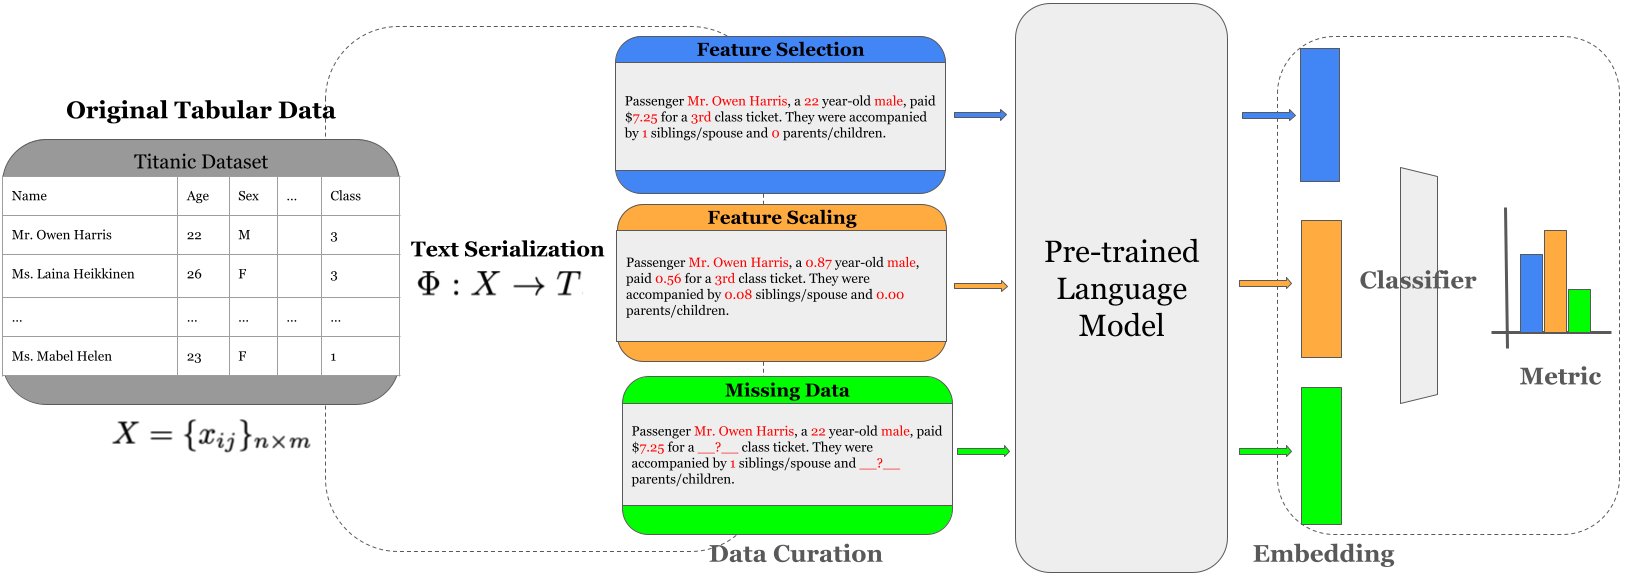 Original Tabular Data
Titanic Dataset
Name Age Sex ... Class
Mr. Owen Harris 22 M 3
Ms. Laina Heikkinen 26 F 3
... ... ... ... ...
Ms. Mabel Helen 23 F 1
X = {x_{ij}}_{n×m}
Text Serialization
Φ : X → T
Feature Selection
Passenger Mr. Owen Harris, a 22 year-old male, paid
$7.25 for a 3rd class ticket. They were accompanied
by 1 siblings/spouse and 0 parents/children.
Feature Scaling
Passenger Mr. Owen Harris, a 0.87 year-old male,
paid 0.56 for a 3rd class ticket. They were
accompanied by 0.08 siblings/spouse and 0.00
parents/children.
Missing Data
Passenger Mr. Owen Harris, a 22 year-old male, paid
$7.25 for a __?__ class ticket. They were
accompanied by 1 siblings/spouse and __?__
parents/children.
Data Curation
Pre-trained
Language
Model
Embedding
Classifier
Metric